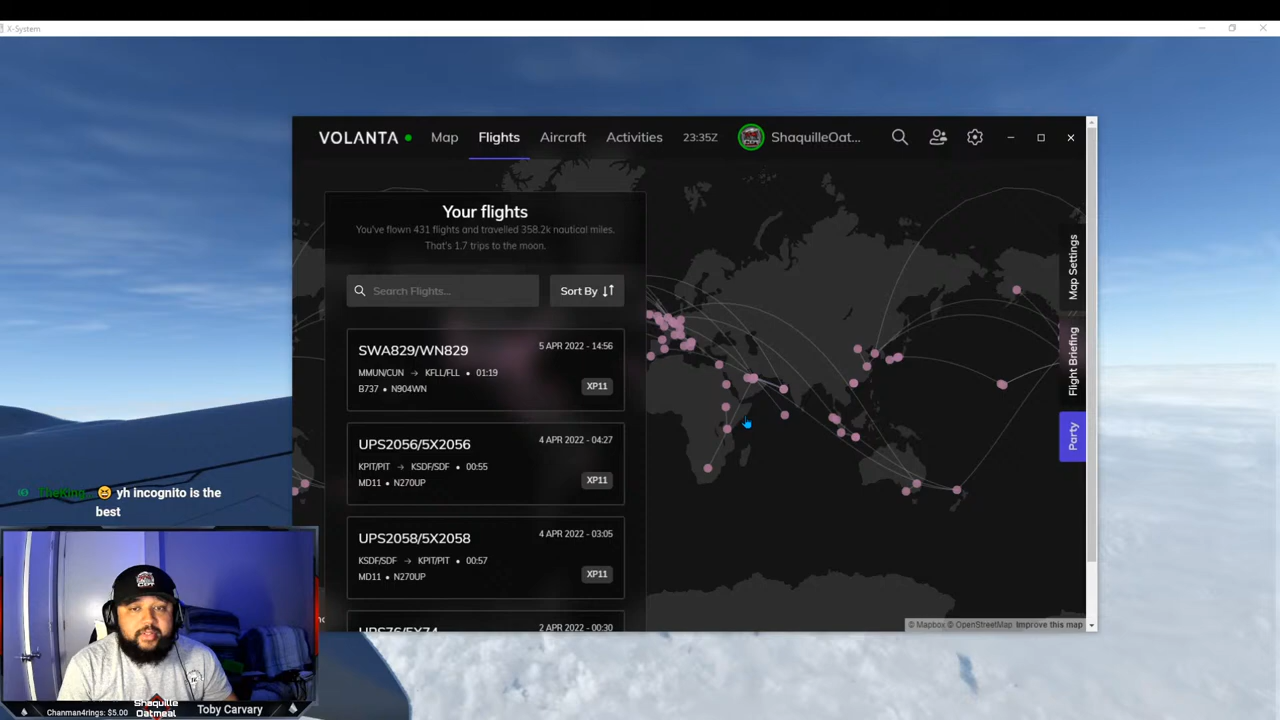 X-System
VOLANTA
Map
Flights
Aircraft
Activities
23:35Z
ShaquilleOat...
Your flights
You've flown 431 flights and travelled 358.2k nautical miles.
That's 1.7 trips to the moon.
Search Flights...
Sort By
SWA829/WN829
5 APR 2022 - 14:56
MMUN/CUN → KFLL/FLL • 01:19
B737 • N904WN
XP11
UPS2056/5X2056
4 APR 2022 - 04:27
KPIT/PIT → KSDF/SDF • 00:55
MD11 • N270UP
XP11
UPS2058/5X2058
4 APR 2022 - 03:05
KSDF/SDF → KPIT/PIT • 00:57
MD11 • N270UP
XP11
UPS76/5X74
2 APR 2022 - 00:30
Map Settings
Flight Briefing
Party
© Mapbox © OpenStreetMap Improve this map
TheKing_ 😆 yh incognito is the
best
Chanman4rings: $5.00
Shaquille
Oatmeal
Toby Carvary